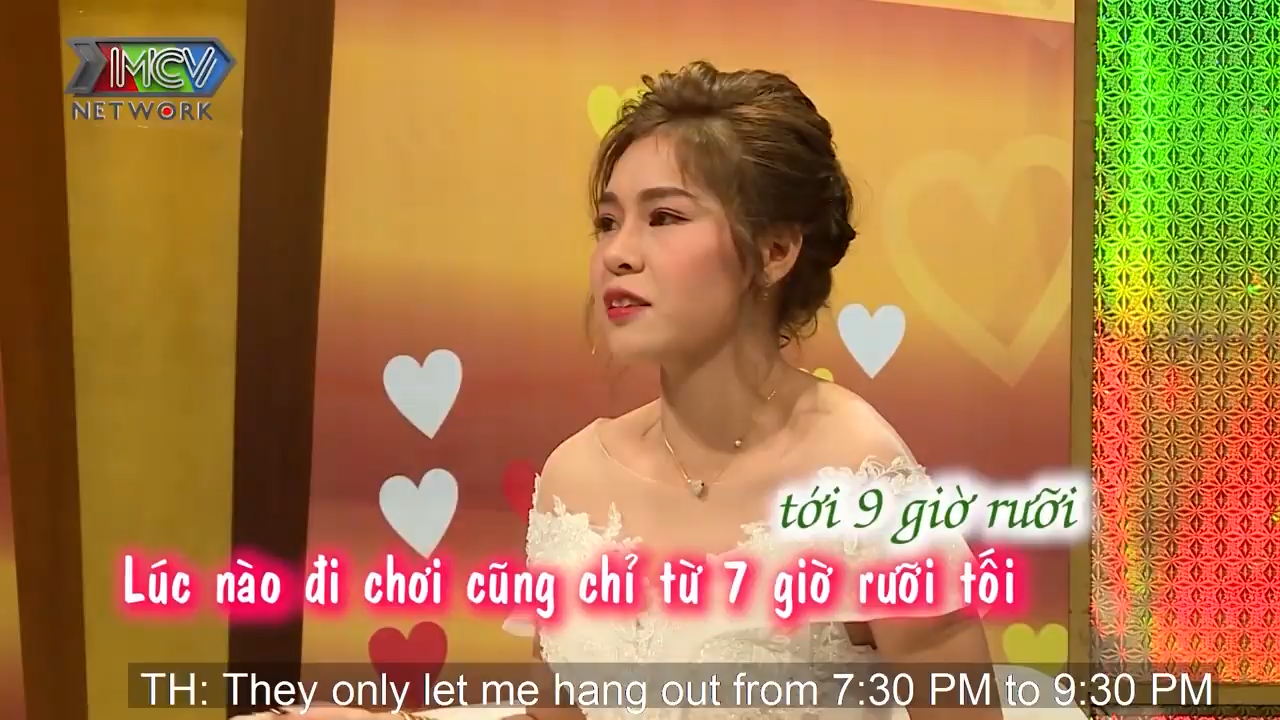 MCV
NETWORK
tới 9 giờ rưỡi
Lúc nào đi chơi cũng chỉ từ 7 giờ rưỡi tối
TH: They only let me hang out from 7:30 PM to 9:30 PM